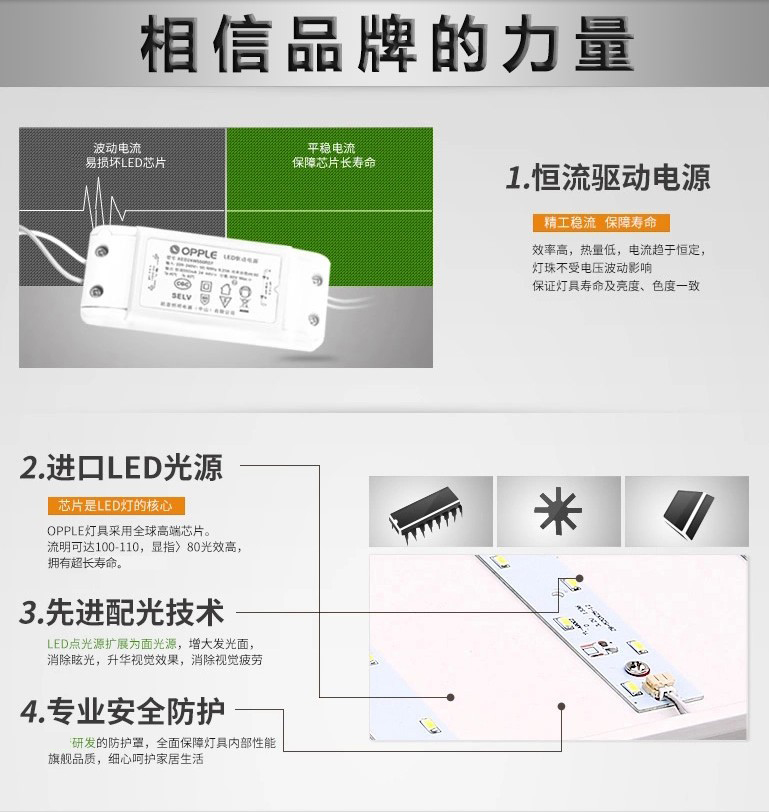 相信品牌的力量
波动电流
易损坏LED芯片
平稳电流
保障芯片长寿命
OPPLE LED驱动电源
SELV
1.恒流驱动电源
精工稳流 保障寿命
效率高，热量低，电流趋于恒定，
灯珠不受电压波动影响
保证灯具寿命及亮度、色度一致
2.进口LED光源
芯片是LED灯的核心
OPPLE灯具采用全球高端芯片。
流明可达100-110，显指〉80光效高，
拥有超长寿命。
3.先进配光技术
LED点光源扩展为面光源，增大发光面，
消除眩光，升华视觉效果，消除视觉疲劳
4.专业安全防护
研发的防护罩，全面保障灯具内部性能
旗舰品质，细心呵护家居生活